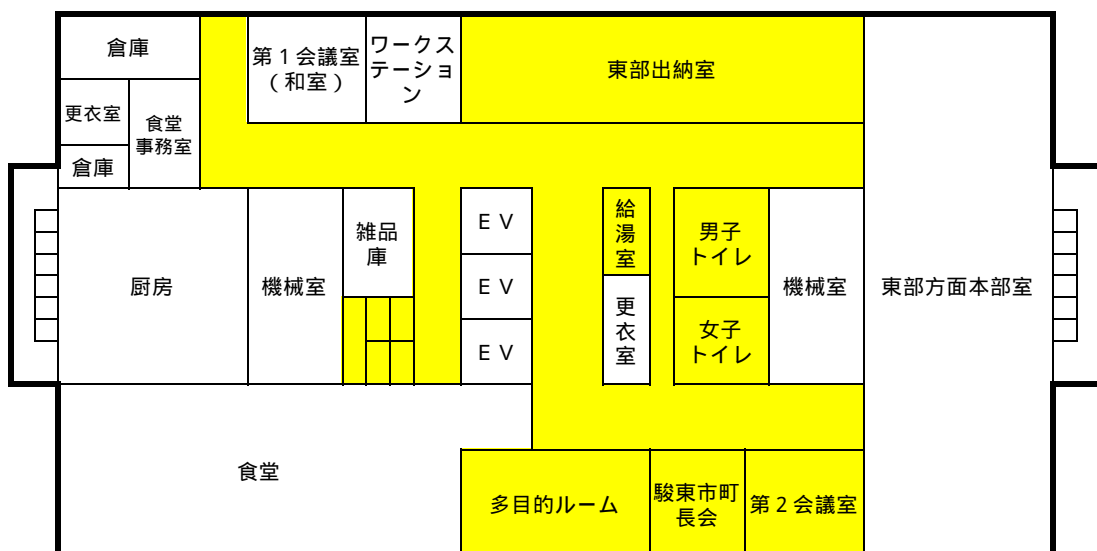 倉庫
第1会議室
(和室)
ワークス
テーショ
ン
東部出納室
更衣室
食堂
事務室
倉庫
厨房
機械室
雑品
庫
EV
EV
EV
給
湯
室
更
衣
室
男子
トイレ
女子
トイレ
機械室
東部方面本部室
食堂
多目的ルーム
駿東市町
長会
第2会議室